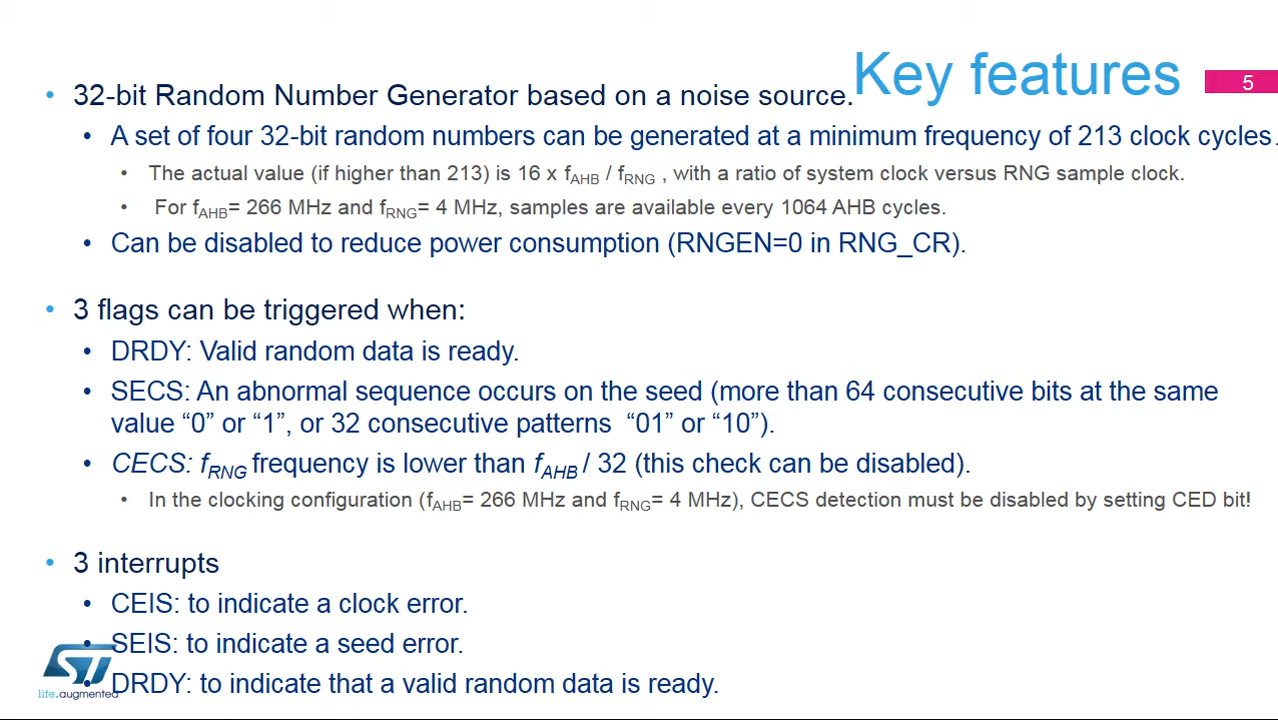 Key features
5
• 32-bit Random Number Generator based on a noise source.
• A set of four 32-bit random numbers can be generated at a minimum frequency of 213 clock cycles.
• The actual value (if higher than 213) is 16 x fAHB / fRNG , with a ratio of system clock versus RNG sample clock.
• For fAHB= 266 MHz and fRNG= 4 MHz, samples are available every 1064 AHB cycles.
• Can be disabled to reduce power consumption (RNGEN=0 in RNG_CR).
• 3 flags can be triggered when:
• DRDY: Valid random data is ready.
• SECS: An abnormal sequence occurs on the seed (more than 64 consecutive bits at the same
value “0” or “1”, or 32 consecutive patterns “01” or “10”).
• CECS: fRNG frequency is lower than fAHB / 32 (this check can be disabled).
• In the clocking configuration (fAHB= 266 MHz and fRNG= 4 MHz), CECS detection must be disabled by setting CED bit!
• 3 interrupts
• CEIS: to indicate a clock error.
• SEIS: to indicate a seed error.
• DRDY: to indicate that a valid random data is ready.
ST
life.augmented